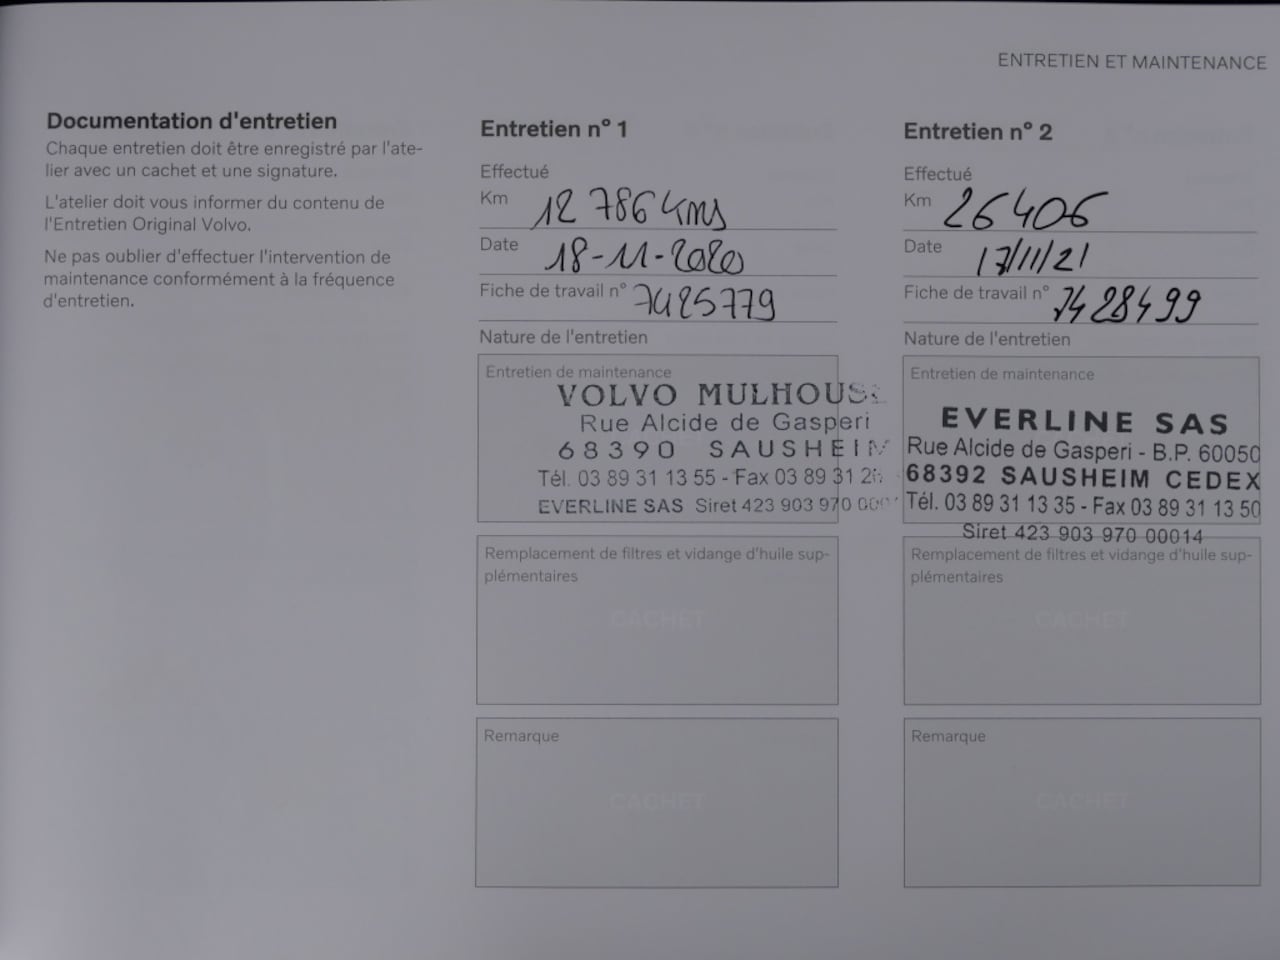 ENTRETIEN ET MAINTENANCE
Documentation d'entretien
Chaque entretien doit être enregistré par l'ate-
lier avec un cachet et une signature.
L'atelier doit vous informer du contenu de
l'Entretien Original Volvo.
Ne pas oublier d'effectuer l'intervention de
maintenance conformément à la fréquence
d'entretien.
Entretien n° 1
Effectué
Km 12 786 Kms
Date 18-11-2020
Fiche de travail n° 7425779
Nature de l'entretien
Entretien de maintenance
VOLVO MULHOUSE
Rue Alcide de Gasperi
68390 SAUSHEIM
Tél. 03 89 31 13 55 - Fax 03 89 31
EVERLINE SAS Siret 423 903 970
Remplacement de filtres et vidange d'huile sup-
plémentaires
CACHET
Remarque
CACHET
Entretien n° 2
Effectué
Km 26406
Date 17/11/21
Fiche de travail n° 7428499
Nature de l'entretien
Entretien de maintenance
EVERLINE SAS
Rue Alcide de Gasperi - B.P. 60050
68392 SAUSHEIM CEDEX
Tél. 03 89 31 13 35 - Fax 03 89 31 13 50
Siret 423 903 970 00014
Remplacement de filtres et vidange d'huile sup-
plémentaires
CACHET
Remarque
CACHET